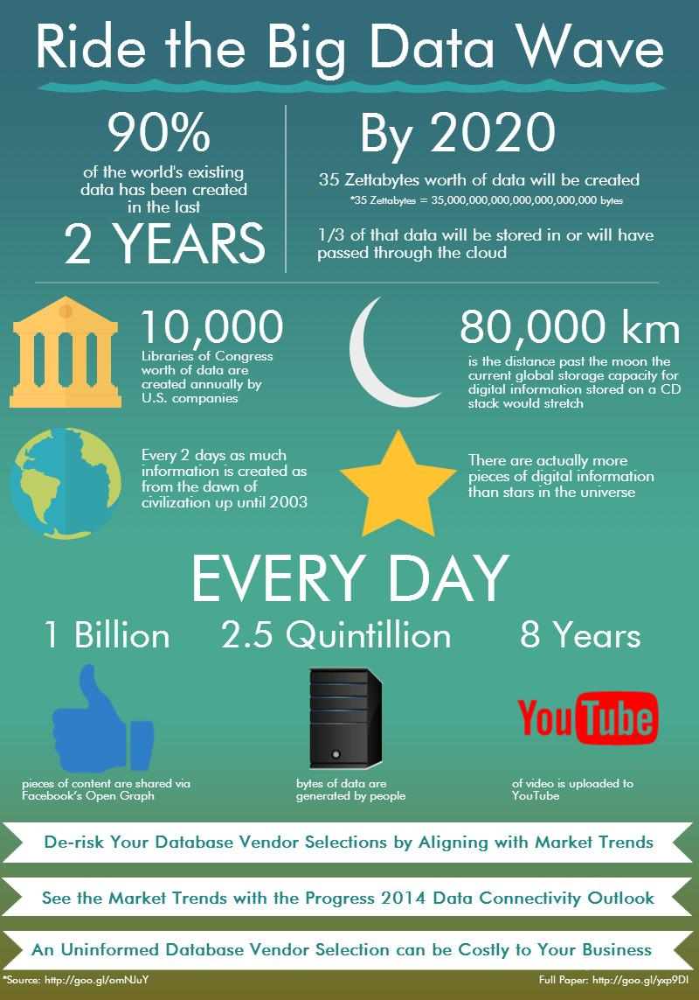 Ride the Big Data Wave
90%
of the world's existing
data has been created
in the last
2 YEARS
By 2020
35 Zettabytes worth of data will be created
*35 Zettabytes = 35,000,000,000,000,000,000,000 bytes
1/3 of that data will be stored in or will have
passed through the cloud
10,000
Libraries of Congress
worth of data are
created annually by
U.S. companies
80,000 km
is the distance past the moon the
current global storage capacity for
digital information stored on a CD
stack would stretch
Every 2 days as much
information is created as
from the dawn of
civilization up until 2003
There are actually more
pieces of digital information
than stars in the universe
EVERY DAY
1 Billion
pieces of content are shared via
Facebook's Open Graph
2.5 Quintillion
bytes of data are
generated by people
8 Years
YouTube
of video is uploaded to
YouTube
De-risk Your Database Vendor Selections by Aligning with Market Trends
See the Market Trends with the Progress 2014 Data Connectivity Outlook
An Uninformed Database Vendor Selection can be Costly to Your Business
*Source: http://goo.gl/omNJuY
Full Paper: http://goo.gl/yxp9DI